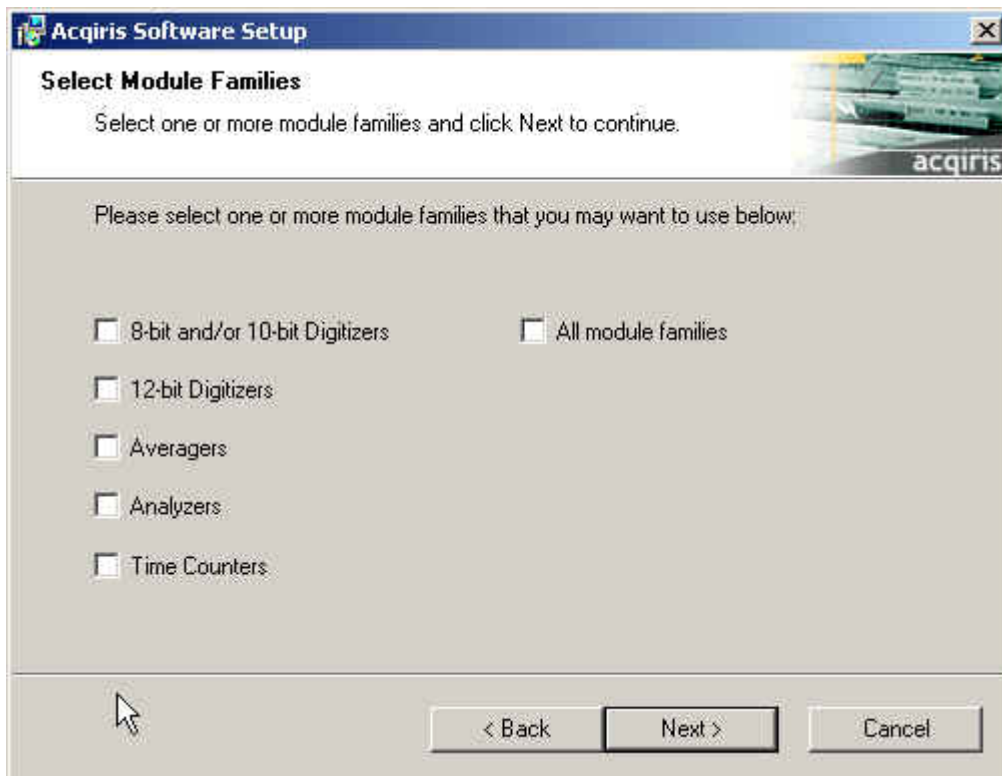 Acqiris Software Setup
Select Module Families
Select one or more module families and click Next to continue.
acqiris
Please select one or more module families that you may want to use below:
8-bit and/or 10-bit Digitizers
All module families
12-bit Digitizers
Averagers
Analyzers
Time Counters
< Back
Next >
Cancel